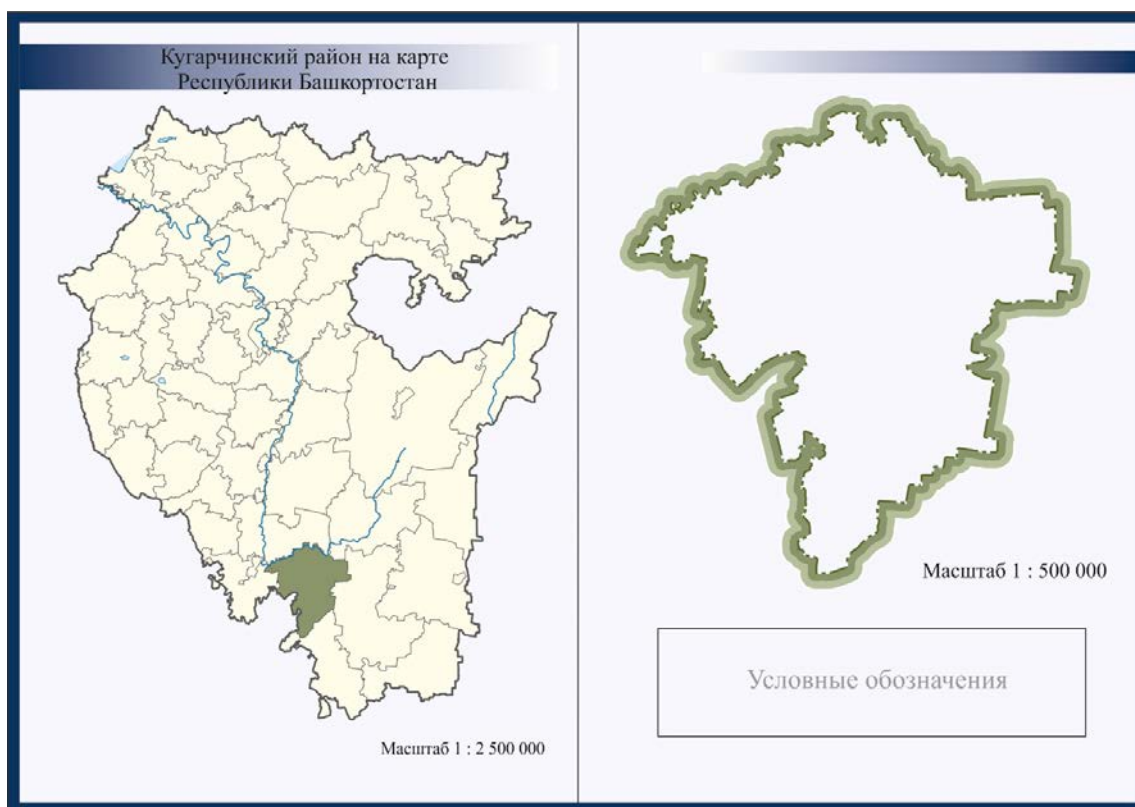 Кугарчинский район на карте
Республики Башкортостан
Масштаб 1 : 2 500 000
Масштаб 1 : 500 000
Условные обозначения